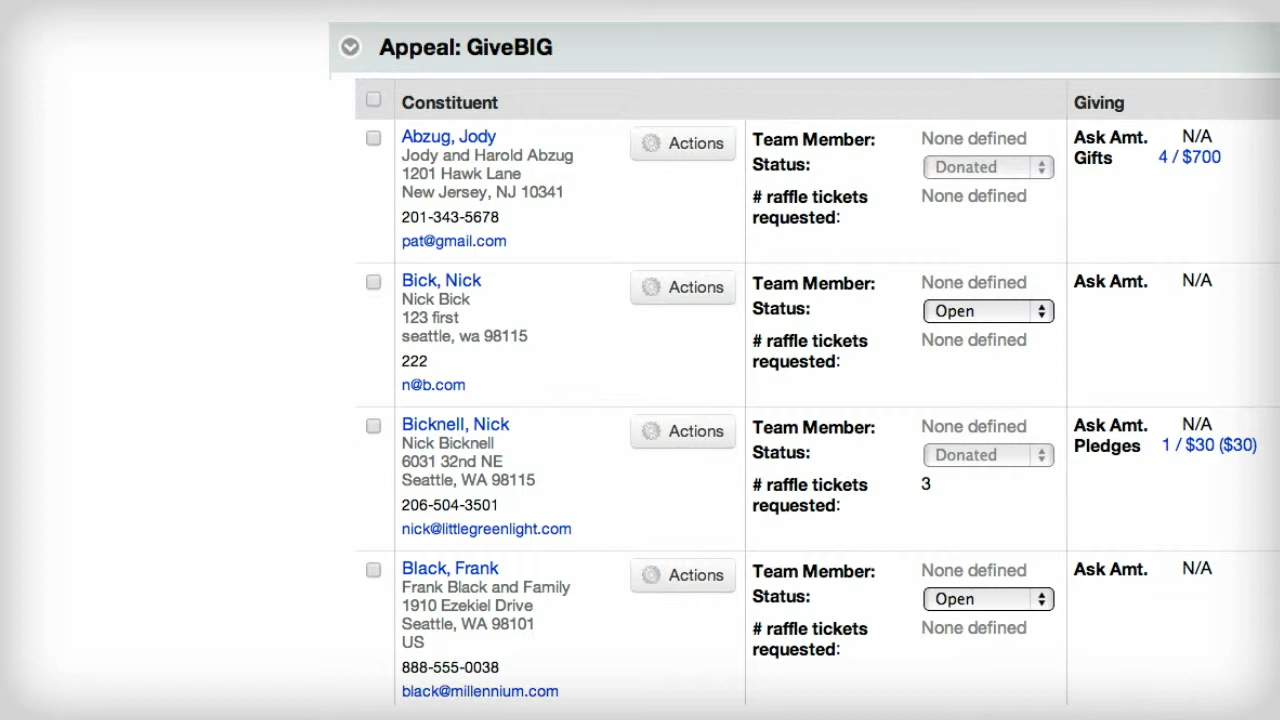 Appeal: GiveBIG
Constituent
Giving
Abzug, Jody
Jody and Harold Abzug
1201 Hawk Lane
New Jersey, NJ 10341
201-343-5678
pat@gmail.com
Actions
Team Member: None defined
Status: Donated
# raffle tickets None defined
requested:
Ask Amt. N/A
Gifts 4 / $700
Bick, Nick
Nick Bick
123 first
seattle, wa 98115
222
n@b.com
Actions
Team Member: None defined
Status: Open
# raffle tickets None defined
requested:
Ask Amt. N/A
Bicknell, Nick
Nick Bicknell
6031 32nd NE
Seattle, WA 98115
206-504-3501
nick@littlegreenlight.com
Actions
Team Member: None defined
Status: Donated
# raffle tickets 3
requested:
Ask Amt. N/A
Pledges 1 / $30 ($30)
Black, Frank
Frank Black and Family
1910 Ezekiel Drive
Seattle, WA 98101
US
888-555-0038
black@millennium.com
Actions
Team Member: None defined
Status: Open
# raffle tickets None defined
requested:
Ask Amt. N/A